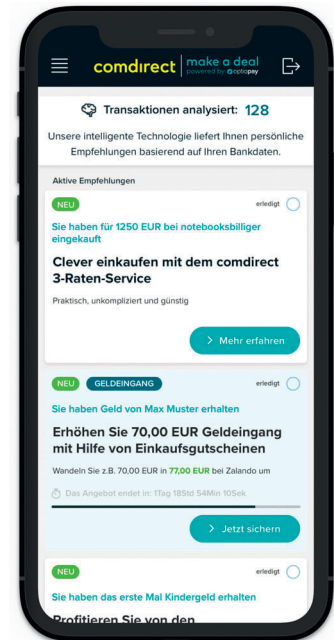 comdirect
make a deal
powered by optopay
Transaktionen analysiert: 128
Unsere intelligente Technologie liefert Ihnen persönliche
Empfehlungen basierend auf Ihren Bankdaten.
Aktive Empfehlungen
NEU
erledigt
Sie haben für 1250 EUR bei notebooksbilliger
eingekauft
Clever einkaufen mit dem comdirect
3-Raten-Service
Praktisch, unkompliziert und günstig
> Mehr erfahren
NEU
GELDEINGANG
erledigt
Sie haben Geld von Max Muster erhalten
Erhöhen Sie 70,00 EUR Geldeingang
mit Hilfe von Einkaufsgutscheinen
Wandeln Sie z.B. 70,00 EUR in 77,00 EUR bei Zalando um
Das Angebot endet in: 1Tag 18Std 54Min 10Sek
> Jetzt sichern
NEU
erledigt
Sie haben das erste Mal Kindergeld erhalten
Profitieren Sie von den